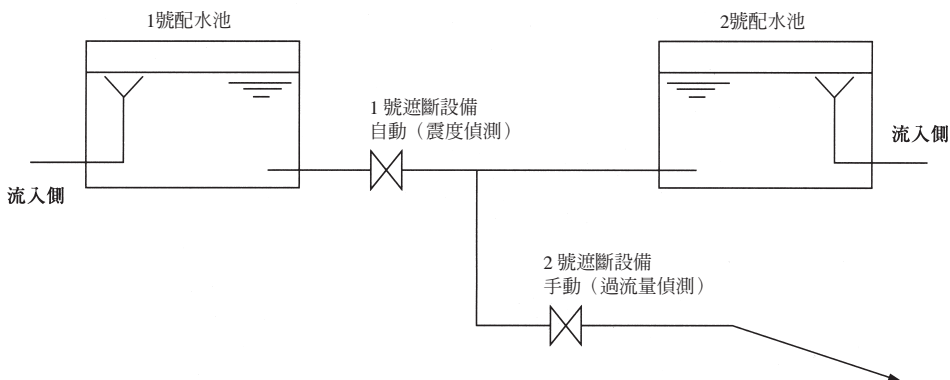 1號配水池
2號配水池
1 號遮斷設備
自動（震度偵測）
流入側
流入側
2 號遮斷設備
手動（過流量偵測）